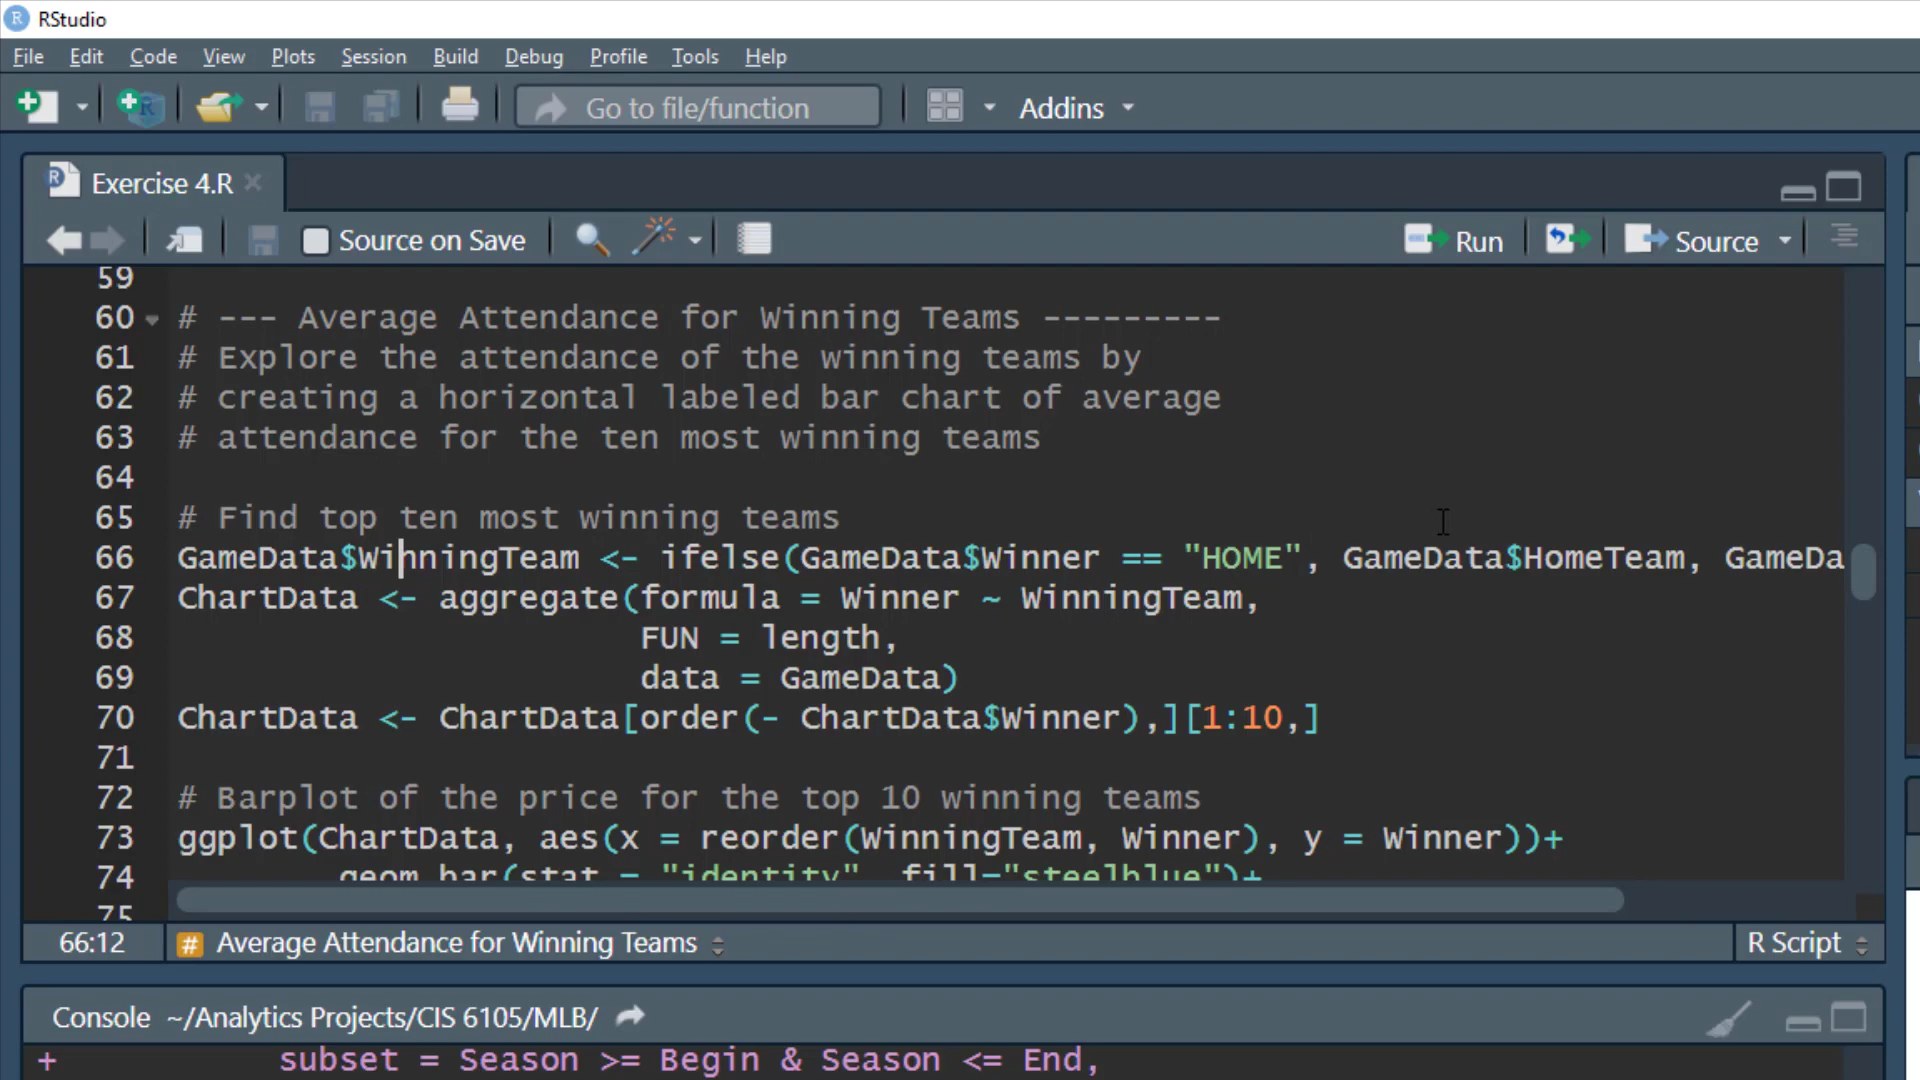 RStudio
File Edit Code View Plots Session Build Debug Profile Tools Help
Go to file/function Addins
Exercise 4.R
Source on Save Run Source
59
60 # --- Average Attendance for Winning Teams ---------
61 # Explore the attendance of the winning teams by
62 # creating a horizontal labeled bar chart of average
63 # attendance for the ten most winning teams
64
65 # Find top ten most winning teams
66 GameData$WinningTeam <- ifelse(GameData$Winner == "HOME", GameData$HomeTeam, GameDa
67 ChartData <- aggregate(formula = Winner ~ WinningTeam,
68 FUN = length,
69 data = GameData)
70 ChartData <- ChartData[order(- ChartData$Winner),][1:10,]
71
72 # Barplot of the price for the top 10 winning teams
73 ggplot(ChartData, aes(x = reorder(WinningTeam, Winner), y = Winner))+
74 geom_bar(stat = "identity", fill="steelblue")+
75
66:12 # Average Attendance for Winning Teams R Script
Console ~/Analytics Projects/CIS 6105/MLB/
+ subset = Season >= Begin & Season <= End,